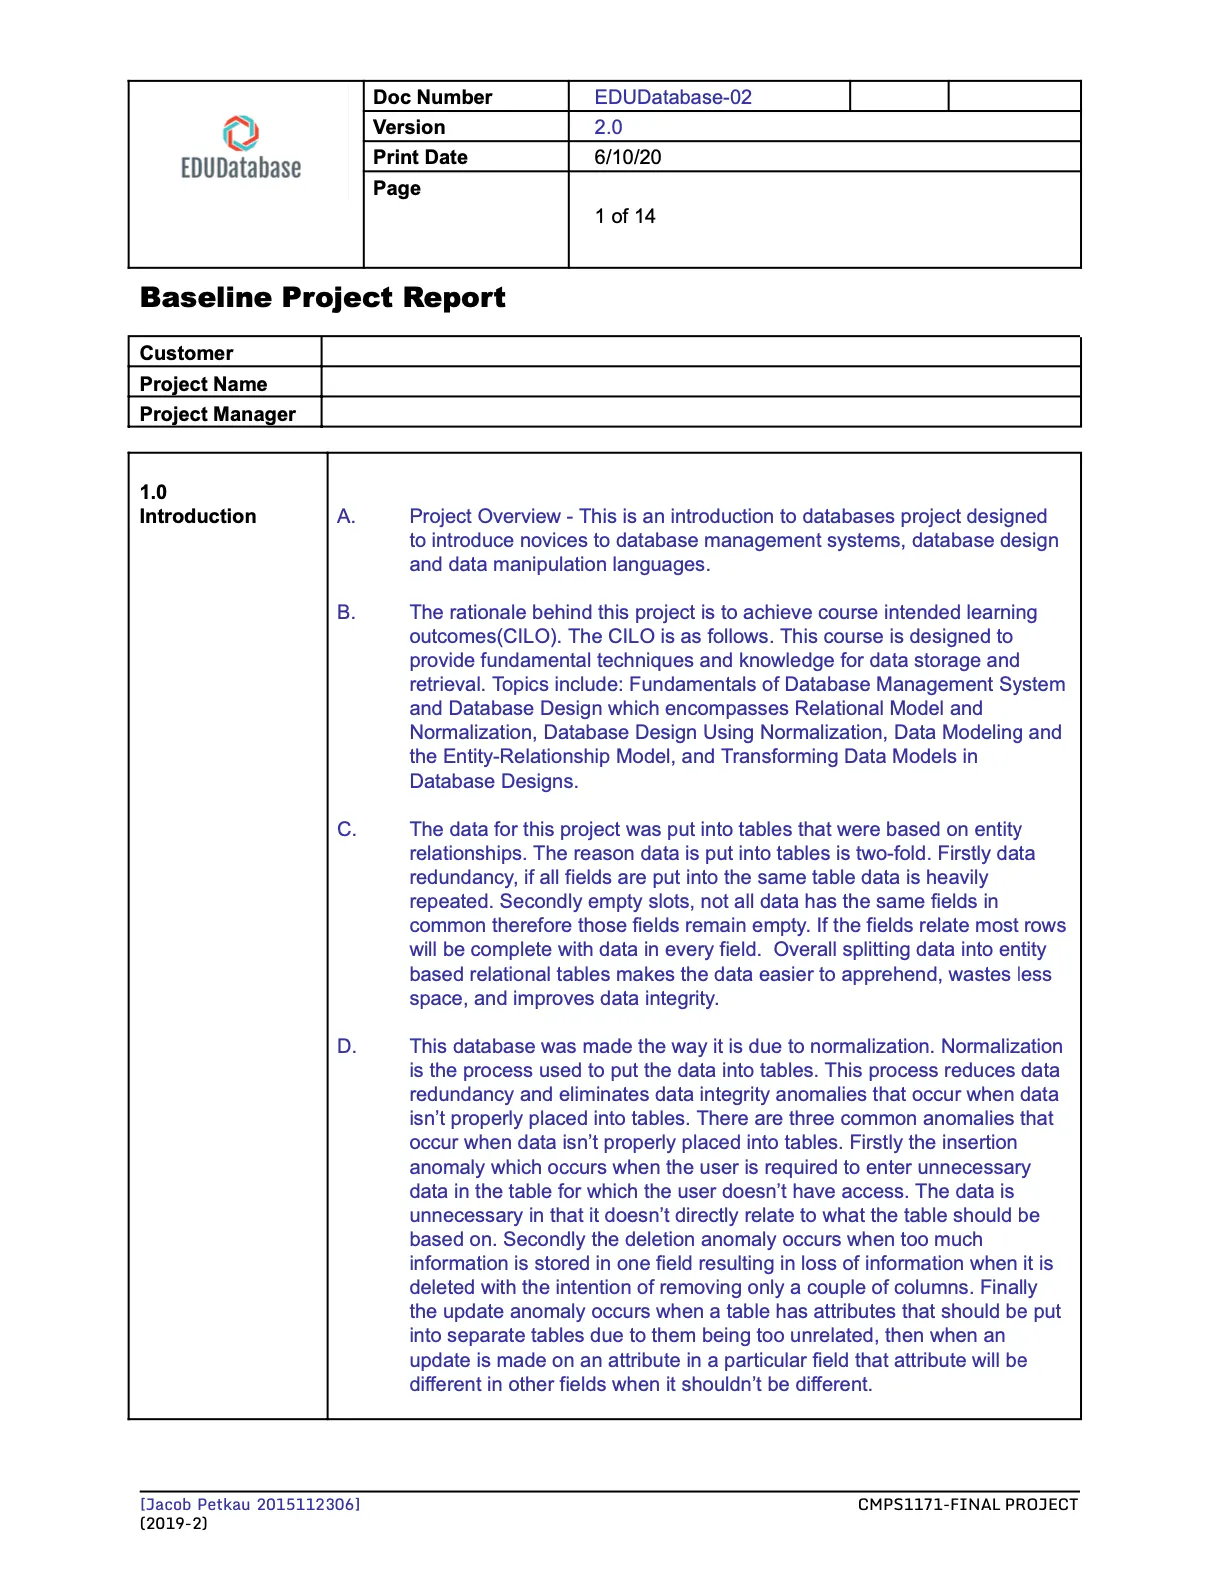 EDUDatabase
Doc Number EDUDatabase-02
Version 2.0
Print Date 6/10/20
Page
1 of 14
Baseline Project Report
Customer
Project Name
Project Manager
1.0
Introduction
A. Project Overview - This is an introduction to databases project designed
to introduce novices to database management systems, database design
and data manipulation languages.
B. The rationale behind this project is to achieve course intended learning
outcomes(CILO). The CILO is as follows. This course is designed to
provide fundamental techniques and knowledge for data storage and
retrieval. Topics include: Fundamentals of Database Management System
and Database Design which encompasses Relational Model and
Normalization, Database Design Using Normalization, Data Modeling and
the Entity-Relationship Model, and Transforming Data Models in
Database Designs.
C. The data for this project was put into tables that were based on entity
relationships. The reason data is put into tables is two-fold. Firstly data
redundancy, if all fields are put into the same table data is heavily
repeated. Secondly empty slots, not all data has the same fields in
common therefore those fields remain empty. If the fields relate most rows
will be complete with data in every field.  Overall splitting data into entity
based relational tables makes the data easier to apprehend, wastes less
space, and improves data integrity.
D. This database was made the way it is due to normalization. Normalization
is the process used to put the data into tables. This process reduces data
redundancy and eliminates data integrity anomalies that occur when data
isn’t properly placed into tables. There are three common anomalies that
occur when data isn’t properly placed into tables. Firstly the insertion
anomaly which occurs when the user is required to enter unnecessary
data in the table for which the user doesn’t have access. The data is
unnecessary in that it doesn’t directly relate to what the table should be
based on. Secondly the deletion anomaly occurs when too much
information is stored in one field resulting in loss of information when it is
deleted with the intention of removing only a couple of columns. Finally
the update anomaly occurs when a table has attributes that should be put
into separate tables due to them being too unrelated, then when an
update is made on an attribute in a particular field that attribute will be
different in other fields when it shouldn’t be different.
[Jacob Petkau 2015112306] CMPS1171-FINAL PROJECT
(2019-2)